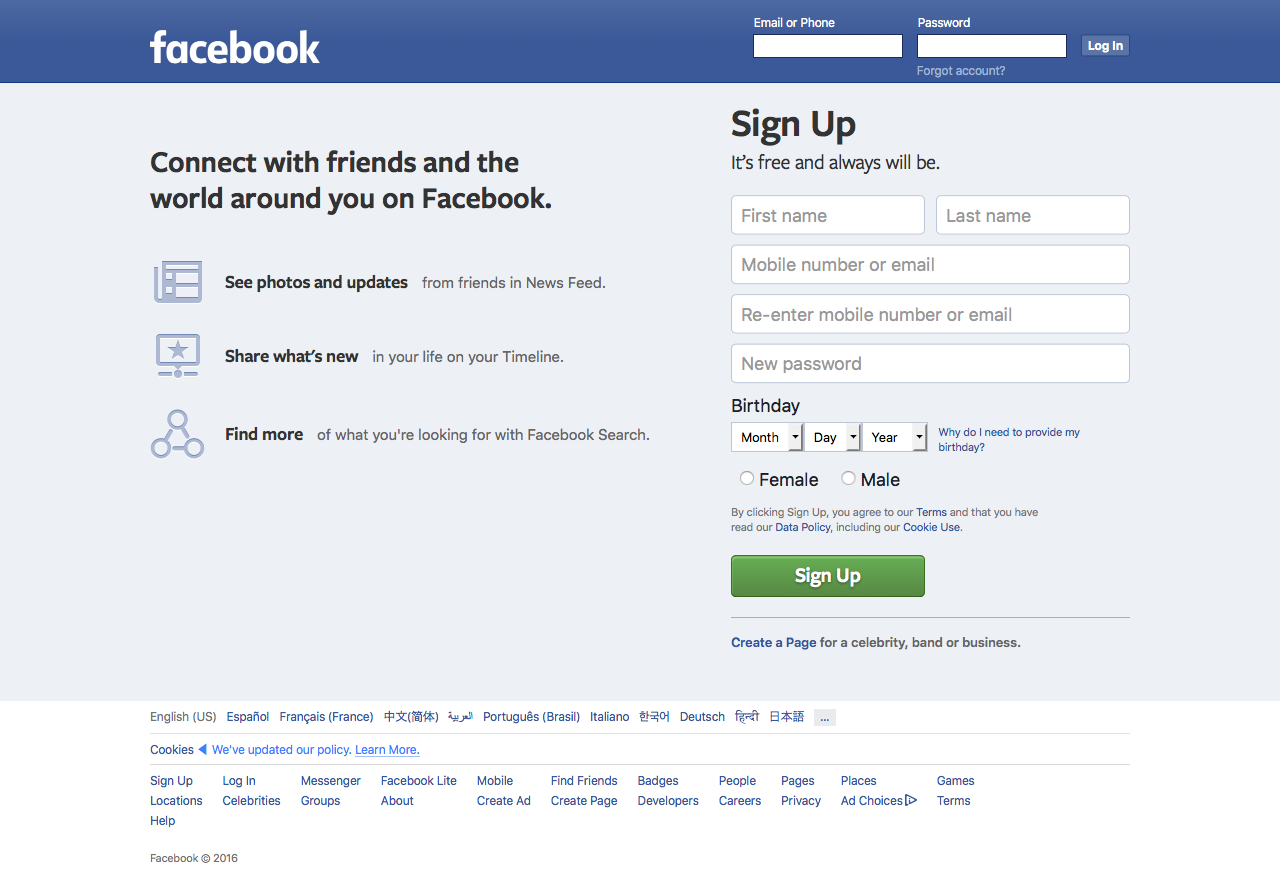 facebook
Email or Phone
Password
Log In
Forgot account?
Connect with friends and the
world around you on Facebook.
See photos and updates from friends in News Feed.
Share what's new in your life on your Timeline.
Find more of what you're looking for with Facebook Search.
Sign Up
It's free and always will be.
First name
Last name
Mobile number or email
Re-enter mobile number or email
New password
Birthday
Month Day Year
Why do I need to provide my
birthday?
Female Male
By clicking Sign Up, you agree to our Terms and that you have
read our Data Policy, including our Cookie Use.
Sign Up
Create a Page for a celebrity, band or business.
English (US) Español Français (France) 中文(简体) العربية Português (Brasil) Italiano 한국어 Deutsch हिन्दी 日本語 ...
Cookies We've updated our policy. Learn More.
Sign Up Log In Messenger Facebook Lite Mobile Find Friends Badges People Pages Places Games
Locations Celebrities Groups About Create Ad Create Page Developers Careers Privacy Ad Choices Terms
Help
Facebook © 2016